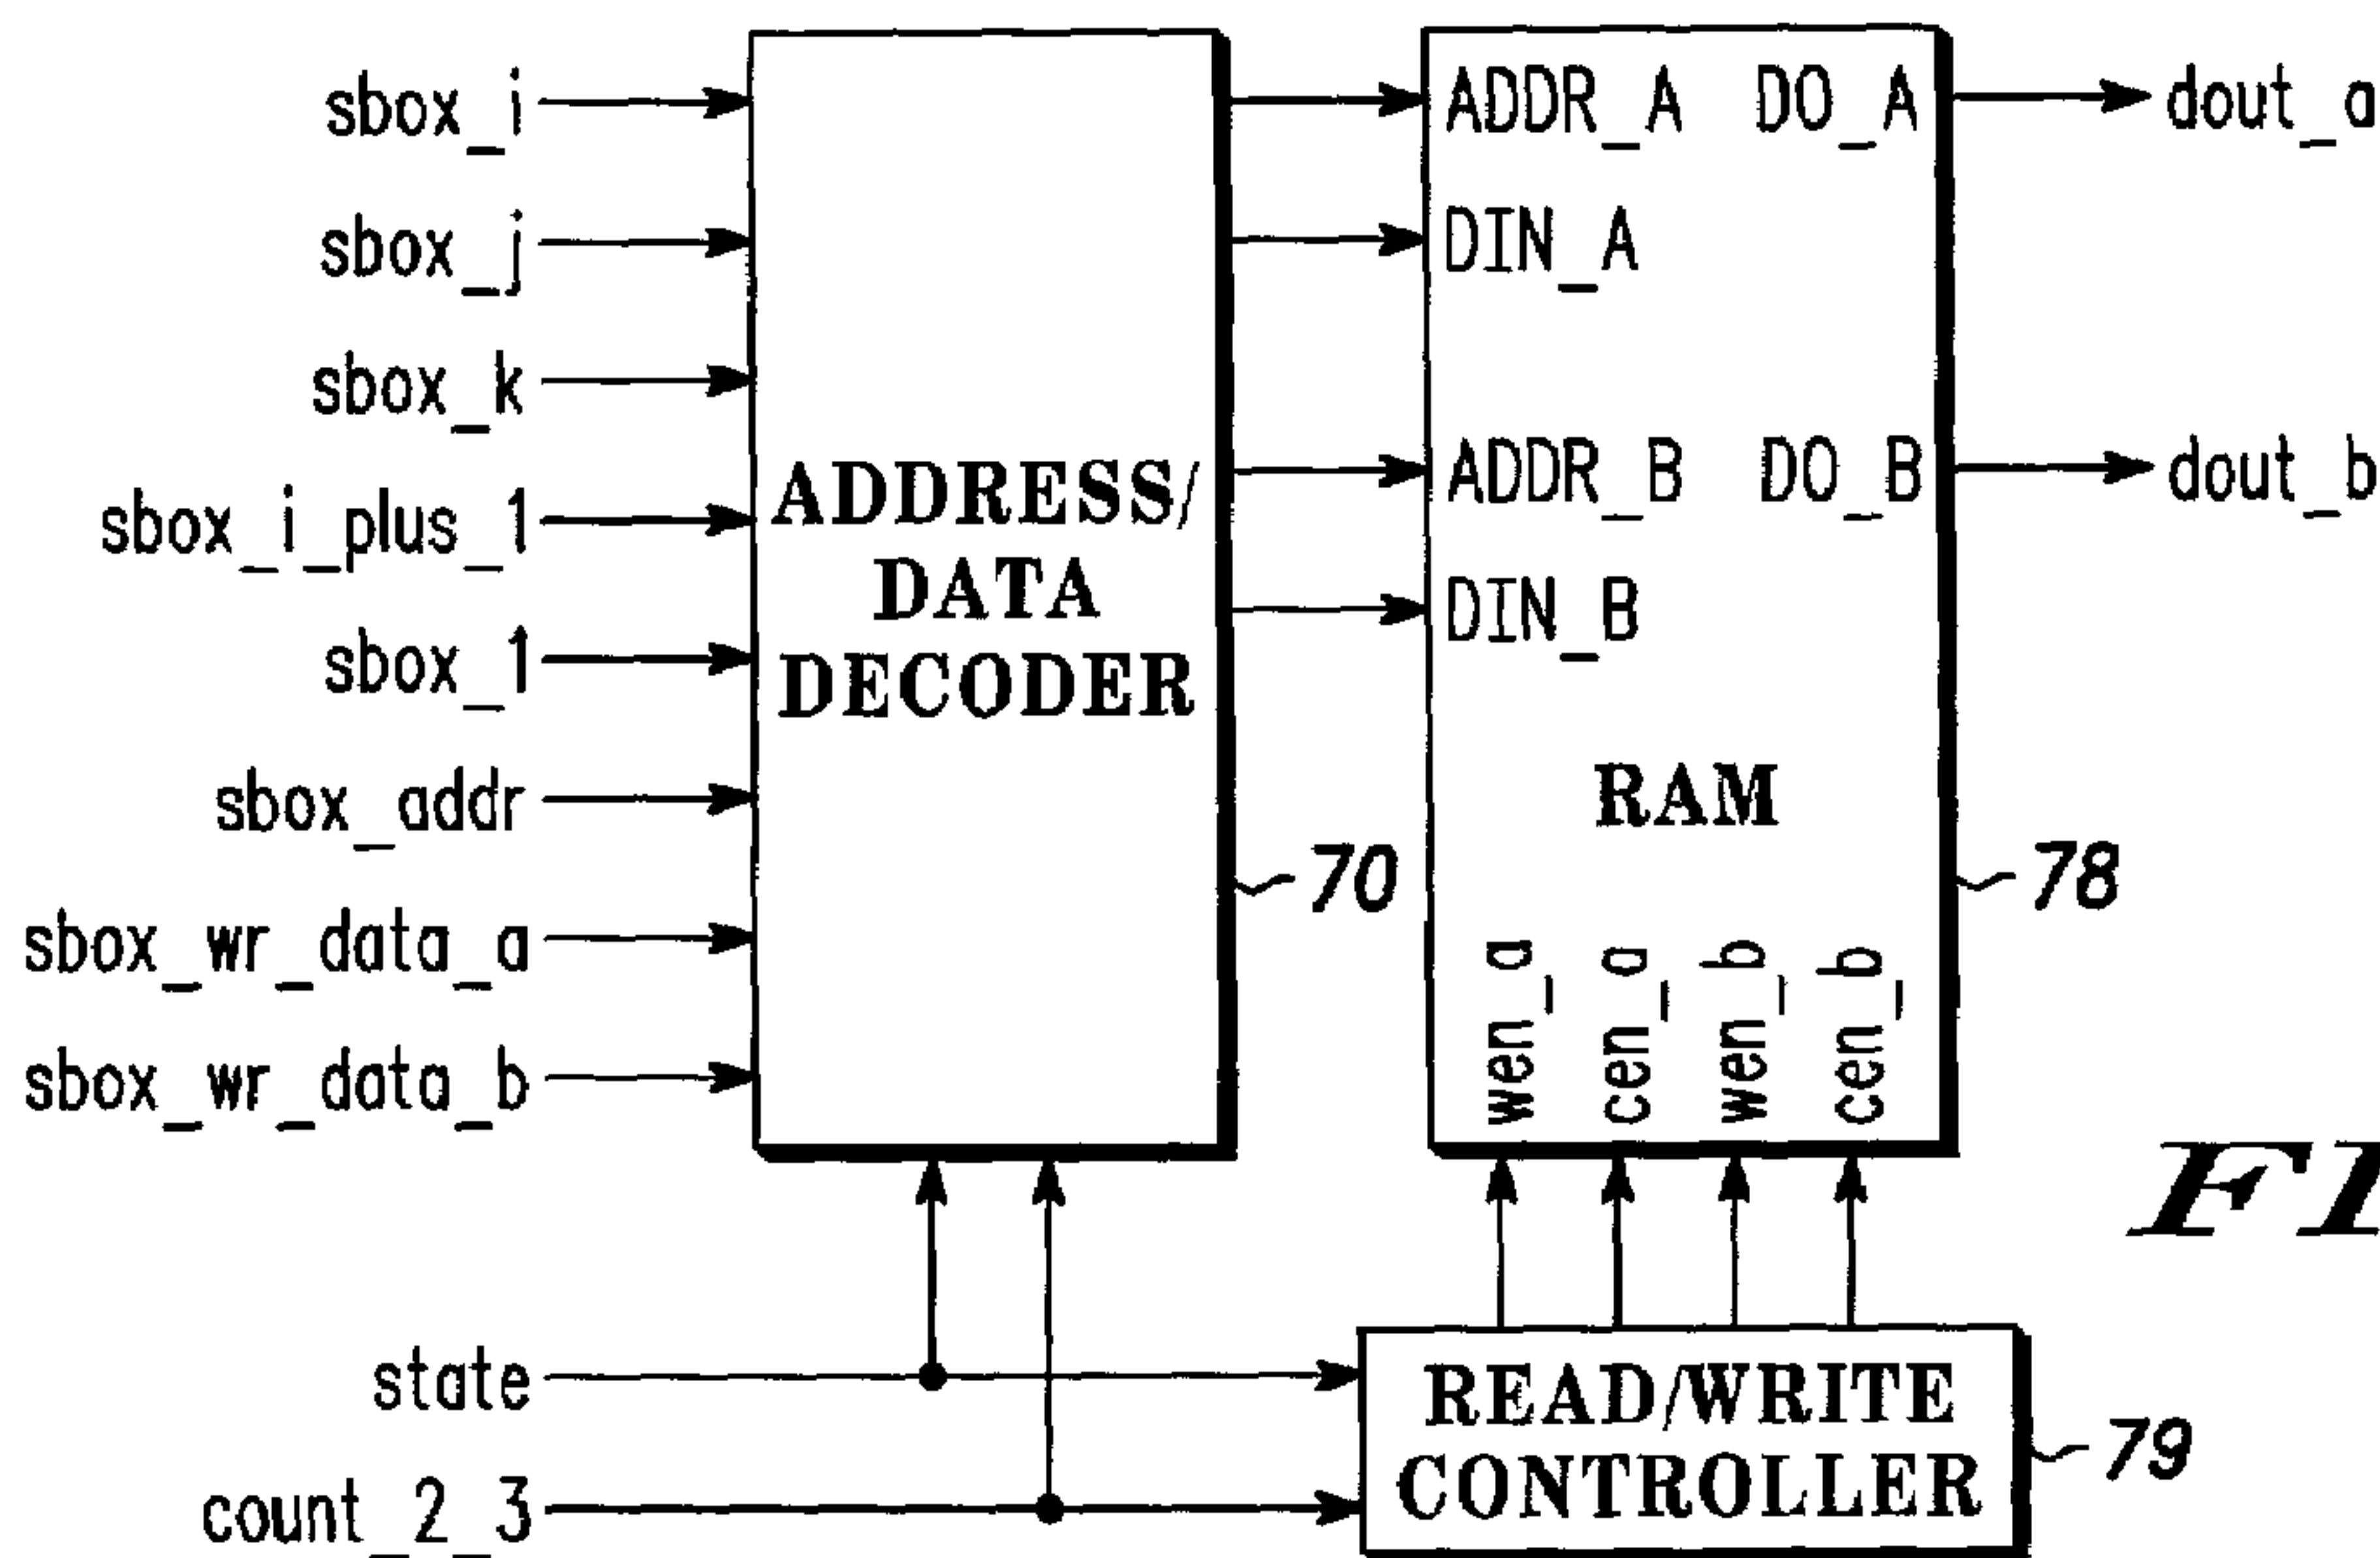 sbox_i
sbox_j
sbox_k
sbox_i_plus_1
sbox_1
sbox_addr
sbox_wr_data_a
sbox_wr_data_b
state
count_2_3
ADDRESS/
DATA
DECODER
70
ADDR_A DO_A
DIN_A
ADDR_B DO_B
DIN_B
RAM
78
wen_a
cen_a
wen_b
cen_b
dout_a
dout_b
READ/WRITE
CONTROLLER
79